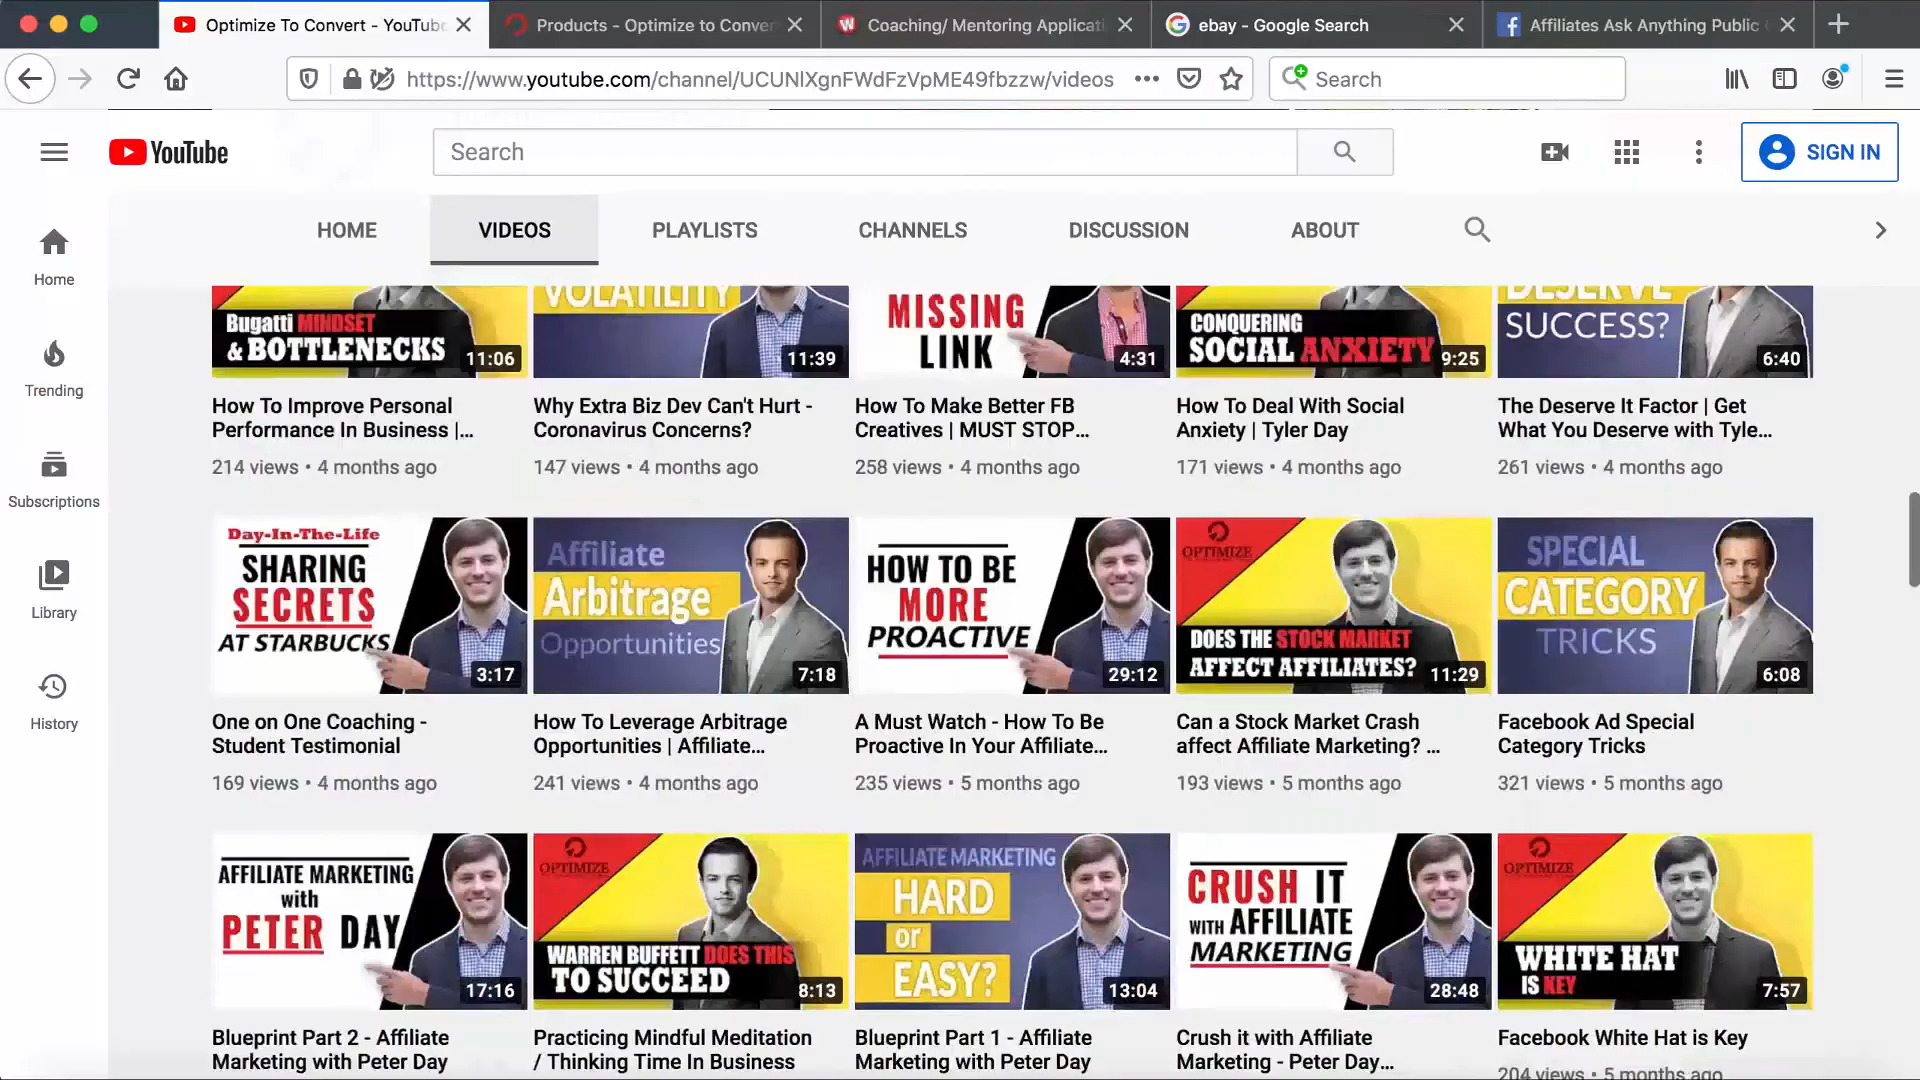 Optimize To Convert - YouTube
Products - Optimize to Conver
Coaching/ Mentoring Applicati
ebay - Google Search
Affiliates Ask Anything Public
https://www.youtube.com/channel/UCUNlXgnFWdFzVpME49fbzzw/videos
Search
YouTube
Search
SIGN IN
HOME
VIDEOS
PLAYLISTS
CHANNELS
DISCUSSION
ABOUT
Home
Trending
Subscriptions
Library
History
Bugatti MINDSET
& BOTTLENECKS
11:06
VOLATILITY
11:39
MISSING
LINK
4:31
CONQUERING
SOCIAL ANXIETY
9:25
DESERVE
SUCCESS?
6:40
How To Improve Personal
Performance In Business |...
214 views • 4 months ago
Why Extra Biz Dev Can't Hurt -
Coronavirus Concerns?
147 views • 4 months ago
How To Make Better FB
Creatives | MUST STOP...
258 views • 4 months ago
How To Deal With Social
Anxiety | Tyler Day
171 views • 4 months ago
The Deserve It Factor | Get
What You Deserve with Tyle...
261 views • 4 months ago
Day-In-The-Life
SHARING
SECRETS
AT STARBUCKS
3:17
Affiliate
Arbitrage
Opportunities
7:18
HOW TO BE
MORE
PROACTIVE
29:12
OPTIMIZE
DOES THE STOCK MARKET
AFFECT AFFILIATES?
11:29
SPECIAL
CATEGORY
TRICKS
6:08
One on One Coaching -
Student Testimonial
169 views • 4 months ago
How To Leverage Arbitrage
Opportunities | Affiliate...
241 views • 4 months ago
A Must Watch - How To Be
Proactive In Your Affiliate...
235 views • 5 months ago
Can a Stock Market Crash
affect Affiliate Marketing? ...
193 views • 5 months ago
Facebook Ad Special
Category Tricks
321 views • 5 months ago
AFFILIATE MARKETING
with
PETER DAY
17:16
OPTIMIZE
WARREN BUFFETT DOES THIS
TO SUCCEED
8:13
AFFILIATE MARKETING
HARD
or
EASY?
13:04
CRUSH IT
WITH AFFILIATE
MARKETING
28:48
OPTIMIZE
WHITE HAT
IS KEY
7:57
Blueprint Part 2 - Affiliate
Marketing with Peter Day
Practicing Mindful Meditation
/ Thinking Time In Business
Blueprint Part 1 - Affiliate
Marketing with Peter Day
Crush it with Affiliate
Marketing - Peter Day...
Facebook White Hat is Key
204 views • 5 months ago